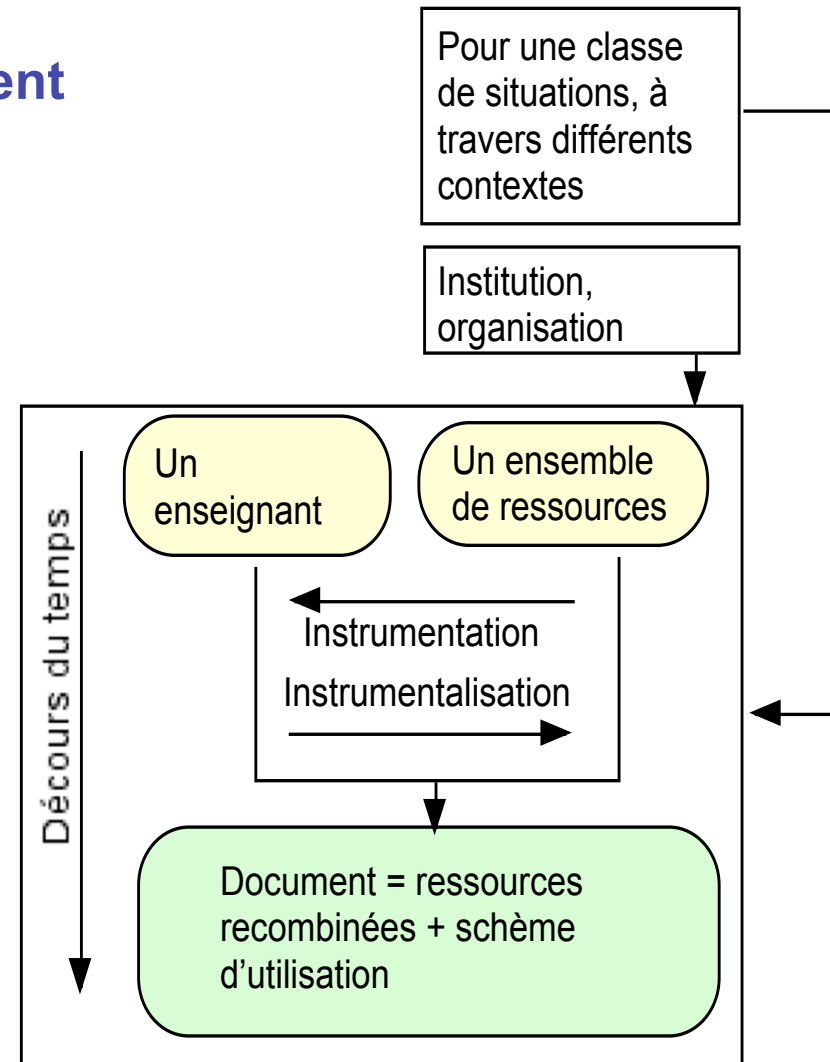 ent
Pour une classe
de situations, à
travers différents
contextes
Institution,
organisation
Un
enseignant
Un ensemble
de ressources
Décours du temps
Instrumentation
Instrumentalisation
Document = ressources
recombinées + schème
d’utilisation